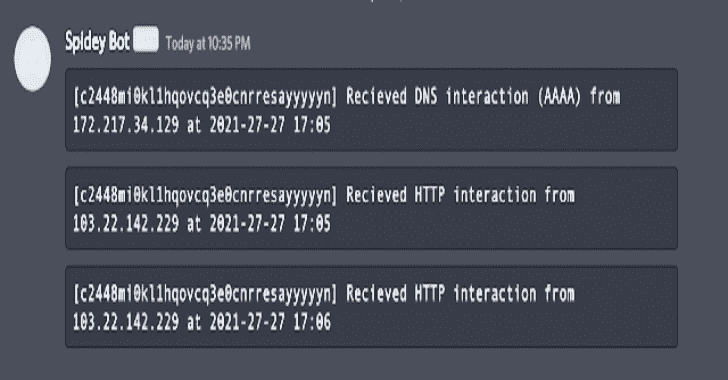 Spidey Bot Today at 10:35 PM
[c2448mi0kl1hqovcq3e0cnrresayyyyyn] Recieved DNS interaction (AAAA) from
172.217.34.129 at 2021-27-27 17:05
[c2448mi0kl1hqovcq3e0cnrresayyyyyn] Recieved HTTP interaction from
103.22.142.229 at 2021-27-27 17:05
[c2448mi0kl1hqovcq3e0cnrresayyyyyn] Recieved HTTP interaction from
103.22.142.229 at 2021-27-27 17:06